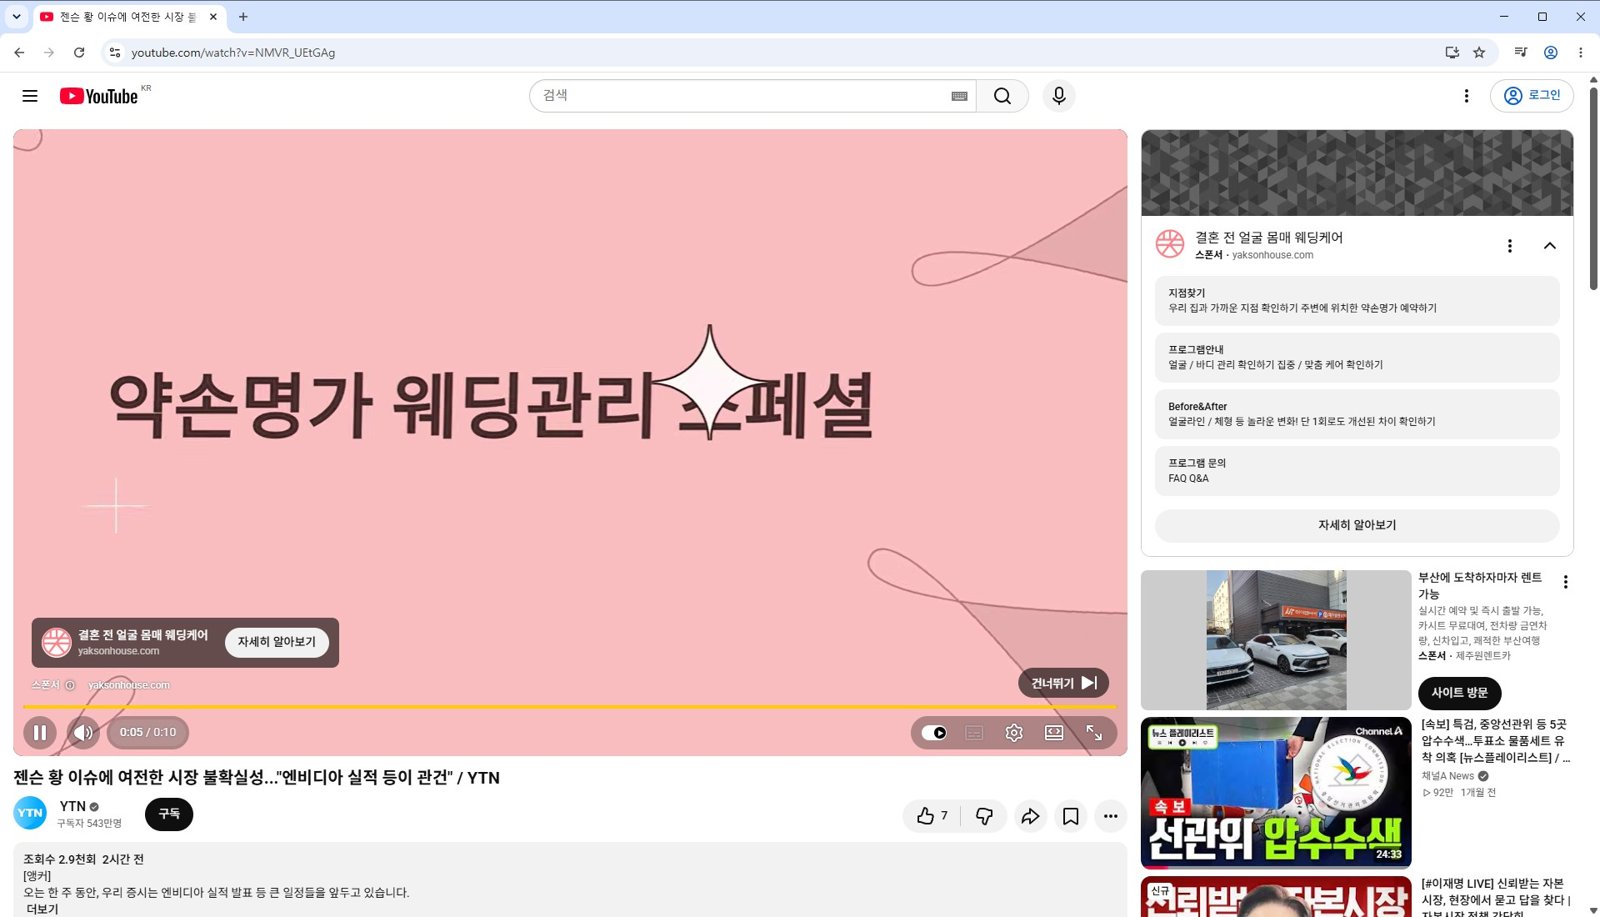 젠슨 황 이슈에 여전한 시장 불
youtube.com/watch?v=NMVR_UEtGAg
YouTube KR
검색
로그인
약손명가 웨딩관리 스페셜
결혼 전 얼굴 몸매 웨딩케어
yaksonhouse.com
자세히 알아보기
스폰서
yaksonhouse.com
건너뛰기
0:05 / 0:10
젠슨 황 이슈에 여전한 시장 불확실성..."엔비디아 실적 등이 관건" / YTN
YTN
YTN
구독자 543만명
구독
7
조회수 2.9천회 2시간 전
[앵커]
오는 한 주 동안, 우리 증시는 엔비디아 실적 발표 등 큰 일정들을 앞두고 있습니다.
더보기
결혼 전 얼굴 몸매 웨딩케어
스폰서 · yaksonhouse.com
지점찾기
우리 집과 가까운 지점 확인하기 주변에 위치한 약손명가 예약하기
프로그램안내
얼굴 / 바디 관리 확인하기 집중 / 맞춤 케어 확인하기
Before&After
얼굴라인 / 체형 등 놀라운 변화! 단 1회로도 개선된 차이 확인하기
프로그램 문의
FAQ Q&A
자세히 알아보기
부산에 도착하자마자 렌트
가능
실시간 예약 및 즉시 출발 가능,
카시트 무료대여, 전차량 금연차
량, 신차입고, 쾌적한 부산여행
스폰서 · 제주원렌트카
사이트 방문
뉴스 플레이리스트
Channel A
NATIONAL ELECTION COMMISSION
속보
선관위 압수수색
24:33
[속보] 특검, 중앙선관위 등 5곳
압수수색...투표소 물품세트 유
착 의혹 [뉴스플레이리스트] / ...
채널A News
92만 1개월 전
신규
신뢰받는 자본시장
[#이재명 LIVE] 신뢰받는 자본
시장, 현장에서 묻고 답을 찾다 |
자본시장 정책 간담회